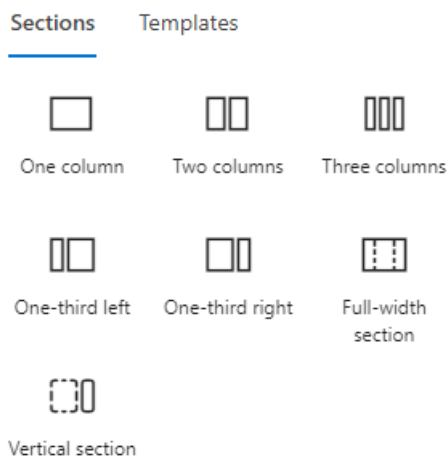 Sections Templates
One column Two columns Three columns
One-third left One-third right Full-width
section
Vertical section